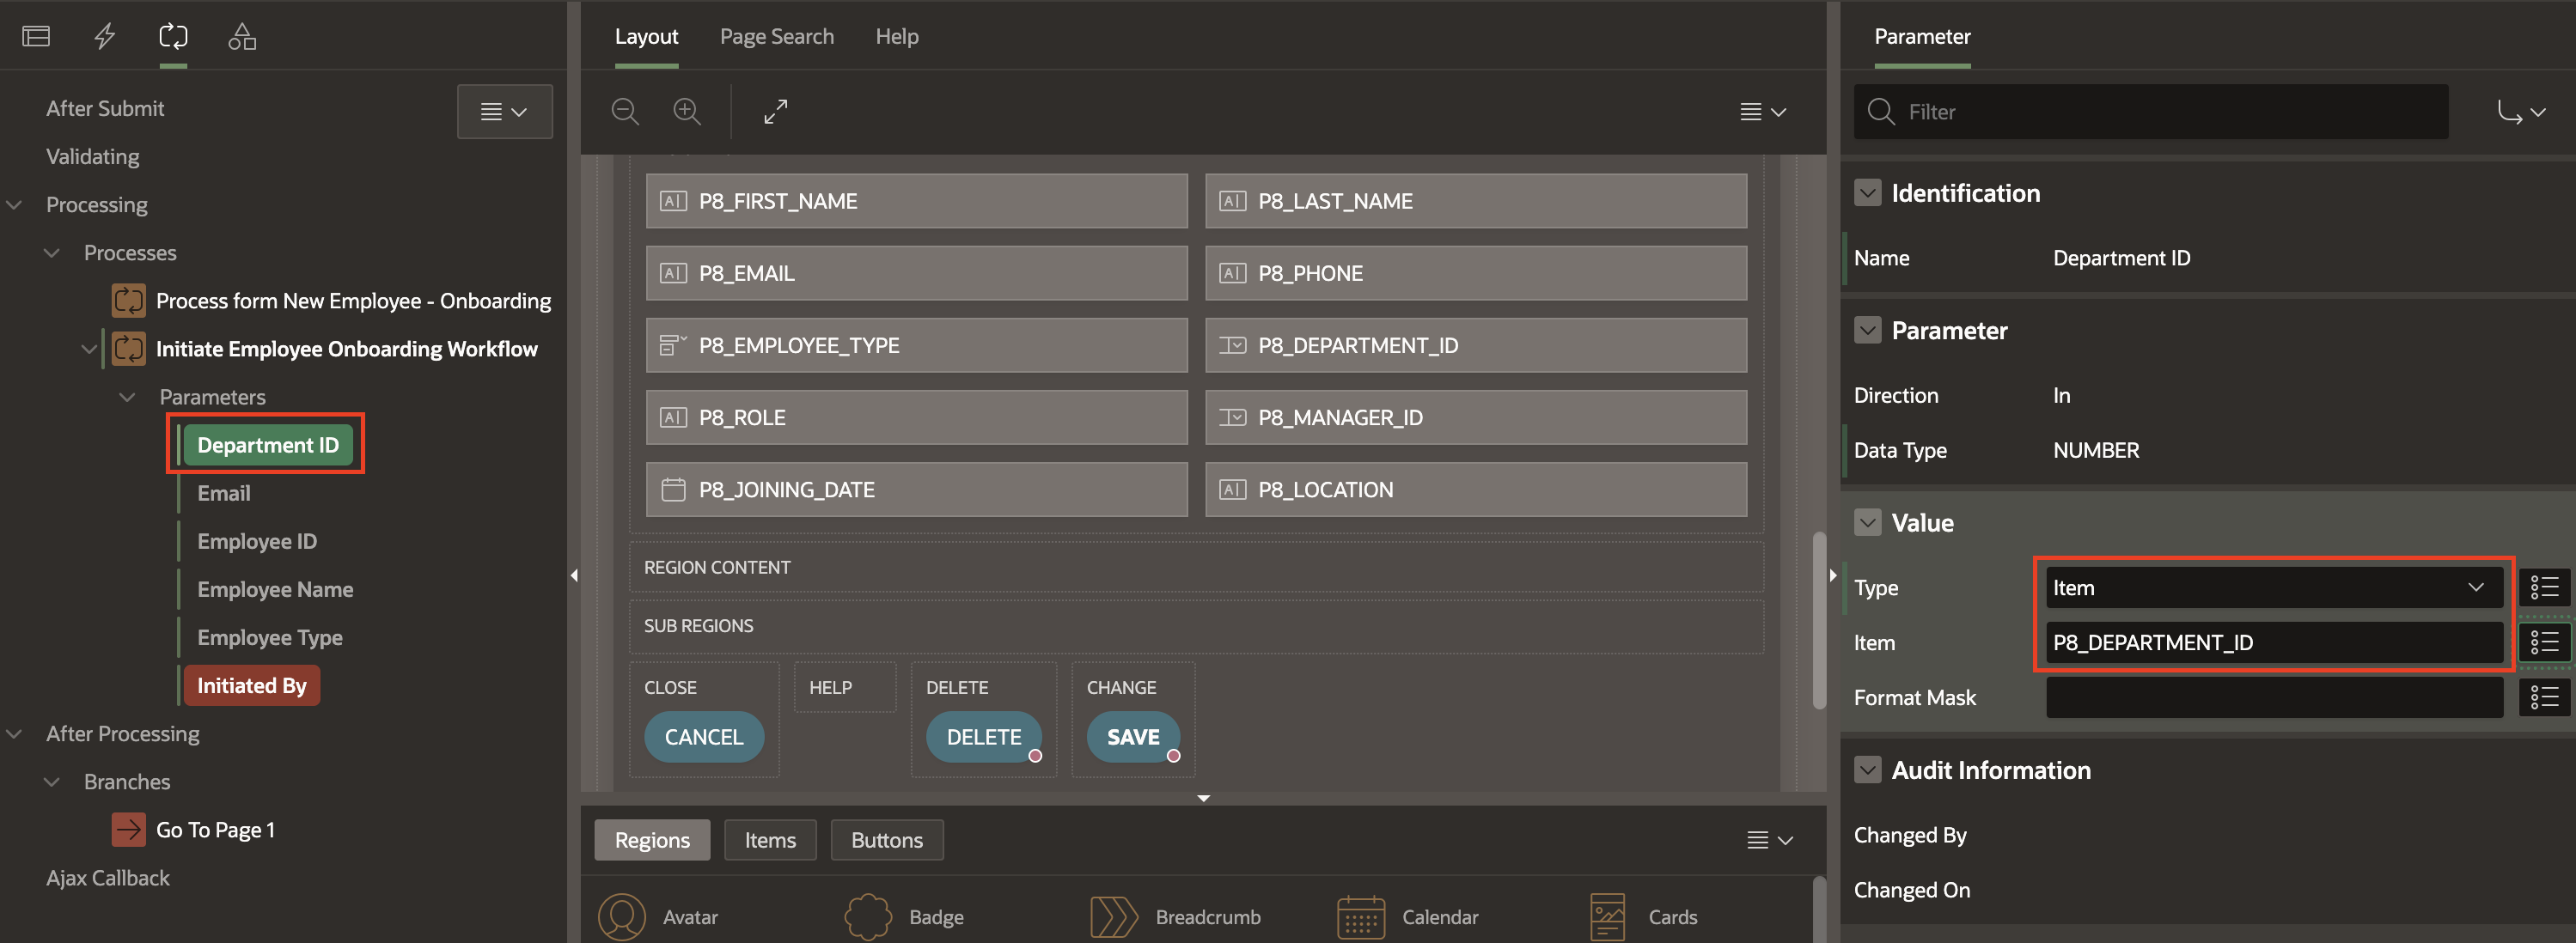 After Submit
Validating
Processing
Processes
Process form New Employee - Onboarding
Initiate Employee Onboarding Workflow
Parameters
Department ID
Email
Employee ID
Employee Name
Employee Type
Initiated By
After Processing
Branches
Go To Page 1
Ajax Callback
Layout Page Search Help
P8_FIRST_NAME P8_LAST_NAME
P8_EMAIL P8_PHONE
P8_EMPLOYEE_TYPE P8_DEPARTMENT_ID
P8_ROLE P8_MANAGER_ID
P8_JOINING_DATE P8_LOCATION
REGION CONTENT
SUB REGIONS
CLOSE HELP DELETE CHANGE
CANCEL DELETE SAVE
Regions Items Buttons
Avatar Badge Breadcrumb Calendar Cards
Parameter
Filter
Identification
Name Department ID
Parameter
Direction In
Data Type NUMBER
Value
Type Item
Item P8_DEPARTMENT_ID
Format Mask
Audit Information
Changed By
Changed On